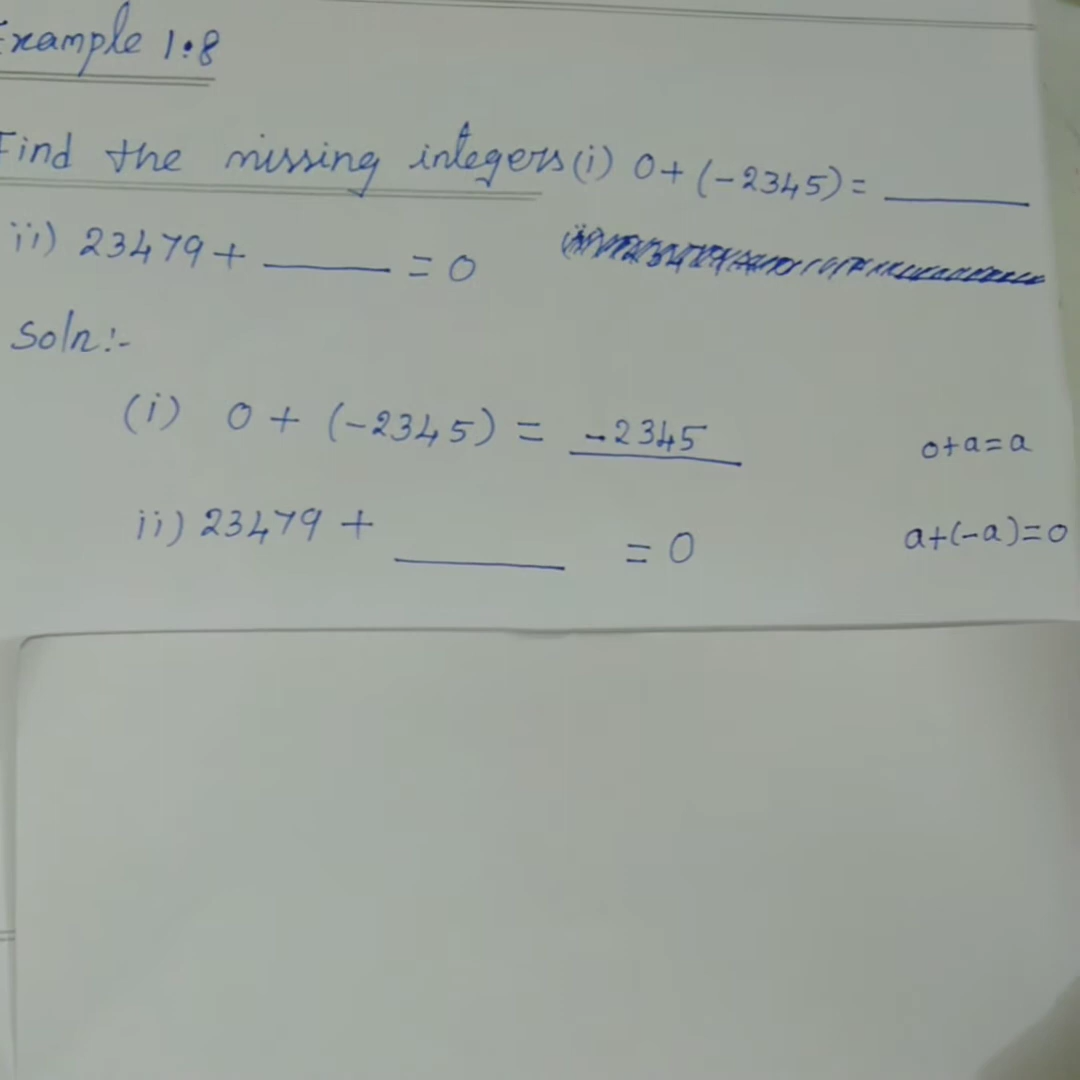 Example 1.8
Find the missing integers (i) 0+(-2345)= ______
ii) 23479+ ______ =0
Soln:-
(i) 0+ (-2345) = -2345 0+a=a
ii) 23479 + ______ =0 a+(-a)=0